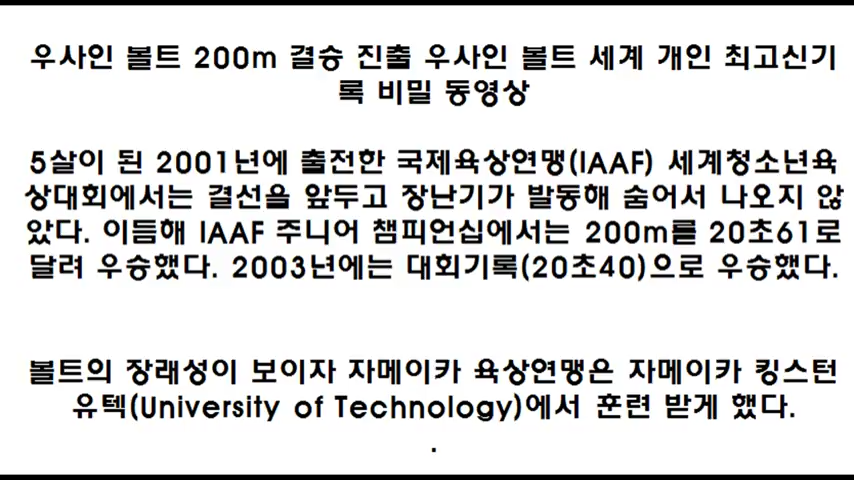 우사인 볼트 200m 결승 진출 우사인 볼트 세계 개인 최고신기
록 비밀 동영상
5살이 된 2001년에 출전한 국제육상연맹(IAAF) 세계청소년육
상대회에서는 결선을 앞두고 장난기가 발동해 숨어서 나오지 않
았다. 이듬해 IAAF 주니어 챔피언십에서는 200m를 20초61로
달려 우승했다. 2003년에는 대회기록(20초40)으로 우승했다.
볼트의 장래성이 보이자 자메이카 육상연맹은 자메이카 킹스턴
유텍(University of Technology)에서 훈련 받게 했다.
.